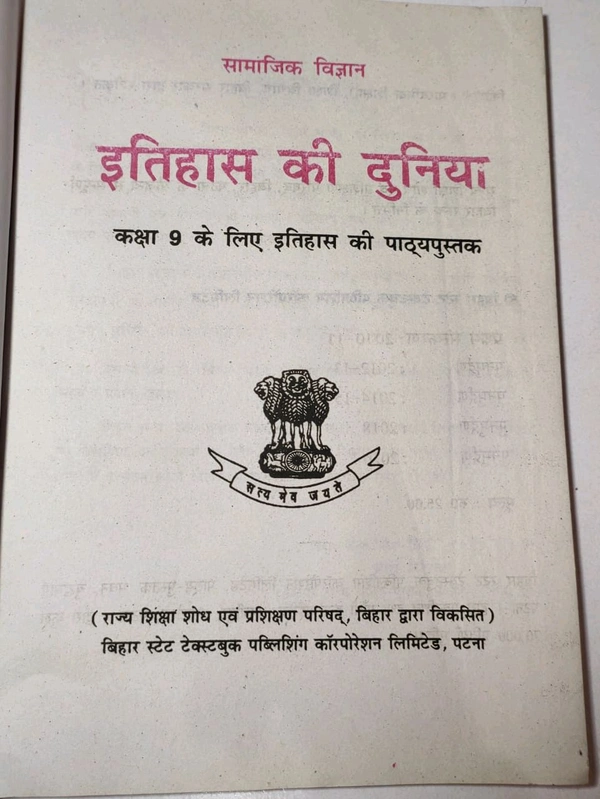 सामाजिक विज्ञान
इतिहास की दुनिया
कक्षा 9 के लिए इतिहास की पाठ्यपुस्तक
सत्य मेव जयते
( राज्य शिक्षा शोध एवं प्रशिक्षण परिषद्, बिहार द्वारा विकसित )
बिहार स्टेट टेक्स्टबुक पब्लिशिंग कॉरपोरेशन लिमिटेड, पटना